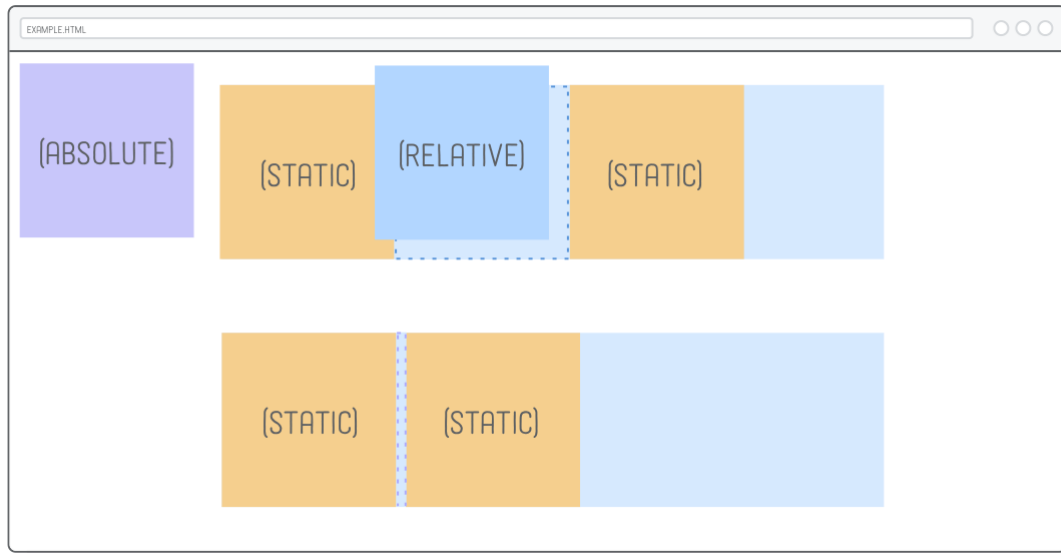 EXAMPLE.HTML
(ABSOLUTE)
(STATIC)
(RELATIVE)
(STATIC)
(STATIC)
(STATIC)